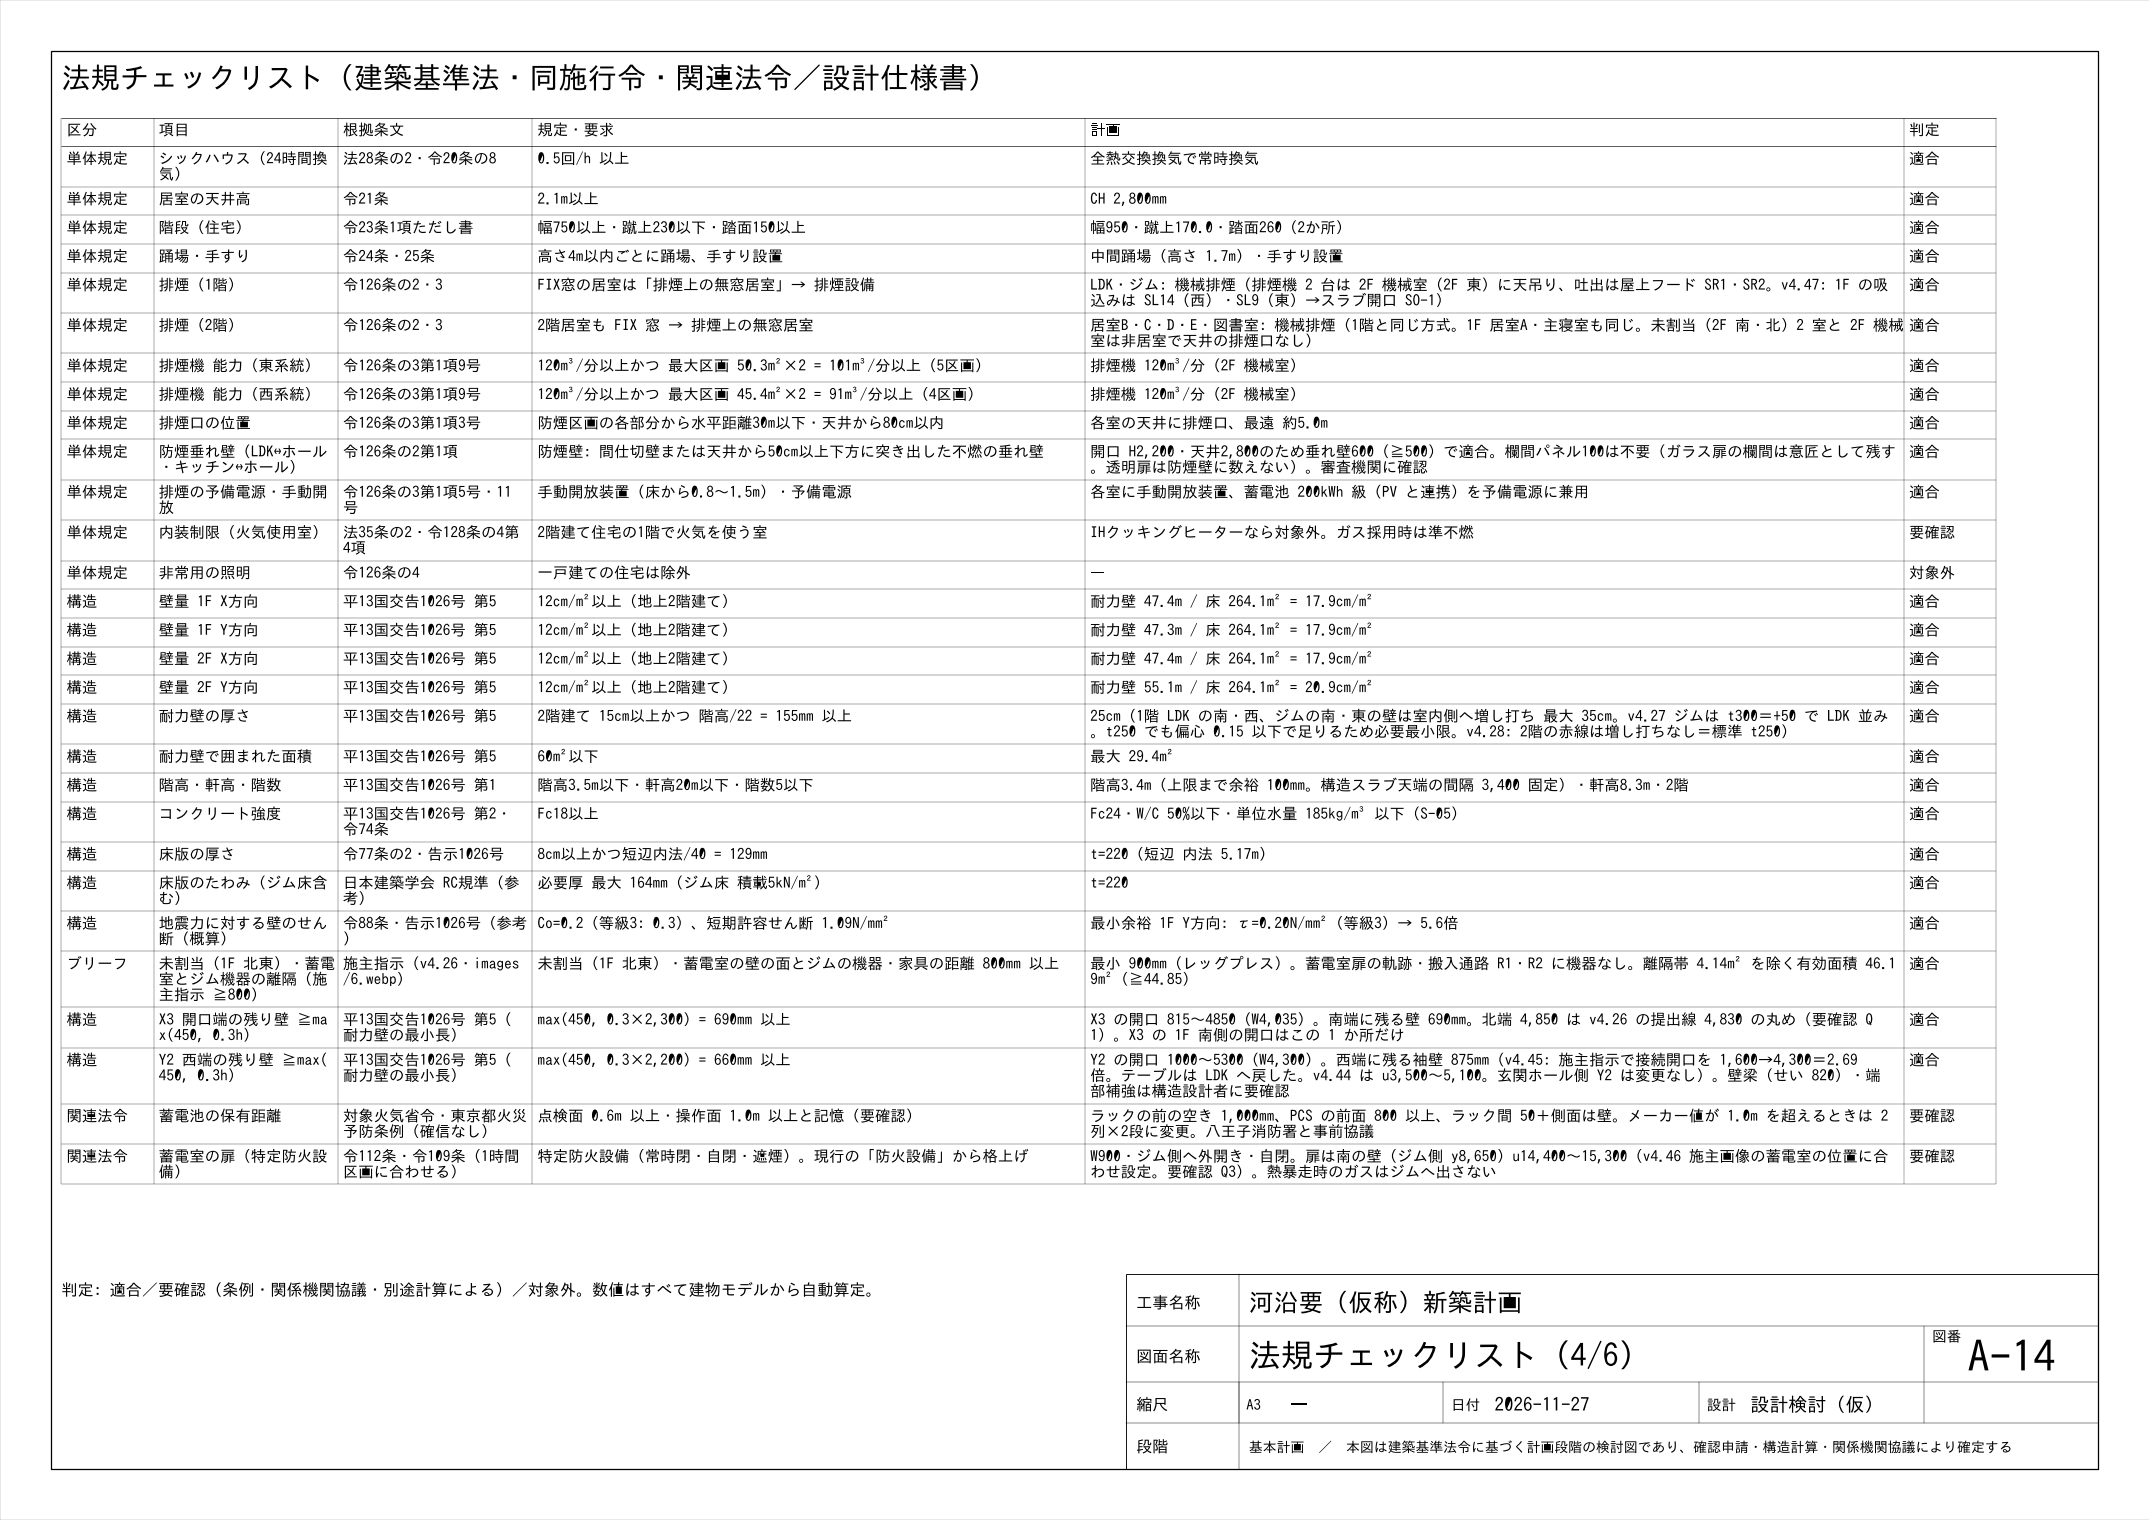 法規チェックリスト（建築基準法・同施行令・関連法令／設計仕様書）
区分 項目 根拠条文 規定・要求 計画 判定
単体規定 シックハウス（24時間換 法28条の2・令20条の8 0.5回/h 以上 全熱交換換気で常時換気 適合
気）
単体規定 居室の天井高 令21条 2.1m以上 CH 2,800mm 適合
単体規定 階段（住宅） 令23条1項ただし書 幅750以上・蹴上230以下・踏面150以上 幅950・蹴上170.0・踏面260（2か所） 適合
単体規定 踊場・手すり 令24条・25条 高さ4m以内ごとに踊場、手すり設置 中間踊場（高さ 1.7m）・手すり設置 適合
単体規定 排煙（1階） 令126条の2・3 FIX窓の居室は「排煙上の無窓居室」→ 排煙設備 LDK・ジム: 機械排煙（排煙機 2 台は 2F 機械室（2F 東）に天吊り、吐出は屋上フード SR1・SR2。v4.47: 1F の吸 適合
込みは SL14（西）・SL9（東）→スラブ開口 SO-1）
単体規定 排煙（2階） 令126条の2・3 2階居室も FIX 窓 → 排煙上の無窓居室 居室B・C・D・E・図書室: 機械排煙（1階と同じ方式。1F 居室A・主寝室も同じ。未割当（2F 南・北）2 室と 2F 機械 適合
室は非居室で天井の排煙口なし）
単体規定 排煙機 能力（東系統） 令126条の3第1項9号 120m³/分以上かつ 最大区画 50.3m²×2 = 101m³/分以上（5区画） 排煙機 120m³/分（2F 機械室） 適合
単体規定 排煙機 能力（西系統） 令126条の3第1項9号 120m³/分以上かつ 最大区画 45.4m²×2 = 91m³/分以上（4区画） 排煙機 120m³/分（2F 機械室） 適合
単体規定 排煙口の位置 令126条の3第1項3号 防煙区画の各部分から水平距離30m以下・天井から80cm以内 各室の天井に排煙口、最遠 約5.0m 適合
単体規定 防煙垂れ壁（LDK⇔ホール 令126条の2第1項 防煙壁: 間仕切壁または天井から50cm以上下方に突き出した不燃の垂れ壁 開口 H2,200・天井2,800のため垂れ壁600（≧500）で適合。欄間パネル100は不要（ガラス扉の欄間は意匠として残す 適合
・キッチン⇔ホール） 。透明扉は防煙壁に数えない）。審査機関に確認
単体規定 排煙の予備電源・手動開 令126条の3第1項5号・11 手動開放装置（床から0.8～1.5m）・予備電源 各室に手動開放装置、蓄電池 200kWh 級（PV と連携）を予備電源に兼用 適合
放 号
単体規定 内装制限（火気使用室） 法35条の2・令128条の4第 2階建て住宅の1階で火気を使う室 IHクッキングヒーターなら対象外。ガス採用時は準不燃 要確認
4項
単体規定 非常用の照明 令126条の4 一戸建ての住宅は除外 — 対象外
構造 壁量 1F X方向 平13国交告1026号 第5 12cm/m²以上（地上2階建て） 耐力壁 47.4m / 床 264.1m² = 17.9cm/m² 適合
構造 壁量 1F Y方向 平13国交告1026号 第5 12cm/m²以上（地上2階建て） 耐力壁 47.3m / 床 264.1m² = 17.9cm/m² 適合
構造 壁量 2F X方向 平13国交告1026号 第5 12cm/m²以上（地上2階建て） 耐力壁 47.4m / 床 264.1m² = 17.9cm/m² 適合
構造 壁量 2F Y方向 平13国交告1026号 第5 12cm/m²以上（地上2階建て） 耐力壁 55.1m / 床 264.1m² = 20.9cm/m² 適合
構造 耐力壁の厚さ 平13国交告1026号 第5 2階建て 15cm以上かつ 階高/22 = 155mm 以上 25cm（1階 LDK の南・西、ジムの南・東の壁は室内側へ増し打ち 最大 35cm。v4.27 ジムは t300＝+50 で LDK 並み 適合
。t250 でも偏心 0.15 以下で足りるため必要最小限。v4.28: 2階の赤線は増し打ちなし＝標準 t250）
構造 耐力壁で囲まれた面積 平13国交告1026号 第5 60m²以下 最大 29.4m² 適合
構造 階高・軒高・階数 平13国交告1026号 第1 階高3.5m以下・軒高20m以下・階数5以下 階高3.4m（上限まで余裕 100mm。構造スラブ天端の間隔 3,400 固定）・軒高8.3m・2階 適合
構造 コンクリート強度 平13国交告1026号 第2・ Fc18以上 Fc24・W/C 50%以下・単位水量 185kg/m³ 以下（S-05） 適合
令74条
構造 床版の厚さ 令77条の2・告示1026号 8cm以上かつ短辺内法/40 = 129mm t=220（短辺 内法 5.17m） 適合
構造 床版のたわみ（ジム床含 日本建築学会 RC規準（参 必要厚 最大 164mm（ジム床 積載5kN/m²） t=220 適合
む） 考）
構造 地震力に対する壁のせん 令88条・告示1026号（参考 Co=0.2（等級3: 0.3）、短期許容せん断 1.09N/mm² 最小余裕 1F Y方向: τ=0.20N/mm²（等級3）→ 5.6倍 適合
断（概算） ）
ブリーフ 未割当（1F 北東）・蓄電 施主指示（v4.26・images 未割当（1F 北東）・蓄電室の壁の面とジムの機器・家具の距離 800mm 以上 最小 900mm（レッグプレス）。蓄電室扉の軌跡・搬入通路 R1・R2 に機器なし。離隔帯 4.14m² を除く有効面積 46.1 適合
室とジム機器の離隔（施 /6.webp） 9m²（≧44.85）
主指示 ≧800）
構造 X3 開口端の残り壁 ≧ma 平13国交告1026号 第5（ max(450, 0.3×2,300) = 690mm 以上 X3 の開口 815～4850（W4,035）。南端に残る壁 690mm。北端 4,850 は v4.26 の提出線 4,830 の丸め（要確認 Q 適合
x(450, 0.3h) 耐力壁の最小長） 1）。X3 の 1F 南側の開口はこの 1 か所だけ
構造 Y2 西端の残り壁 ≧max( 平13国交告1026号 第5（ max(450, 0.3×2,200) = 660mm 以上 Y2 の開口 1000～5300（W4,300）。西端に残る袖壁 875mm（v4.45: 施主指示で接続開口を 1,600→4,300＝2.69 適合
450, 0.3h) 耐力壁の最小長） 倍。テーブルは LDK へ戻した。v4.44 は u3,500～5,100。玄関ホール側 Y2 は変更なし）。壁梁（せい 820）・端
部補強は構造設計者に要確認
関連法令 蓄電池の保有距離 対象火気省令・東京都火災 点検面 0.6m 以上・操作面 1.0m 以上と記憶（要確認） ラックの前の空き 1,000mm、PCS の前面 800 以上、ラック間 50＋側面は壁。メーカー値が 1.0m を超えるときは 2 要確認
予防条例（確信なし） 列×2段に変更。八王子消防署と事前協議
関連法令 蓄電室の扉（特定防火設 令112条・令109条（1時間 特定防火設備（常時閉・自閉・遮煙）。現行の「防火設備」から格上げ W900・ジム側へ外開き・自閉。扉は南の壁（ジム側 y8,650）u14,400～15,300（v4.46 施主画像の蓄電室の位置に合 要確認
備） 区画に合わせる） わせ設定。要確認 Q3）。熱暴走時のガスはジムへ出さない
判定: 適合／要確認（条例・関係機関協議・別途計算による）／対象外。数値はすべて建物モデルから自動算定。
工事名称 河沿要（仮称）新築計画
図面名称 法規チェックリスト（4/6） 図番 A-14
縮尺 A3 — 日付 2026-11-27 設計 設計検討（仮）
段階 基本計画 ／ 本図は建築基準法令に基づく計画段階の検討図であり、確認申請・構造計算・関係機関協議により確定する